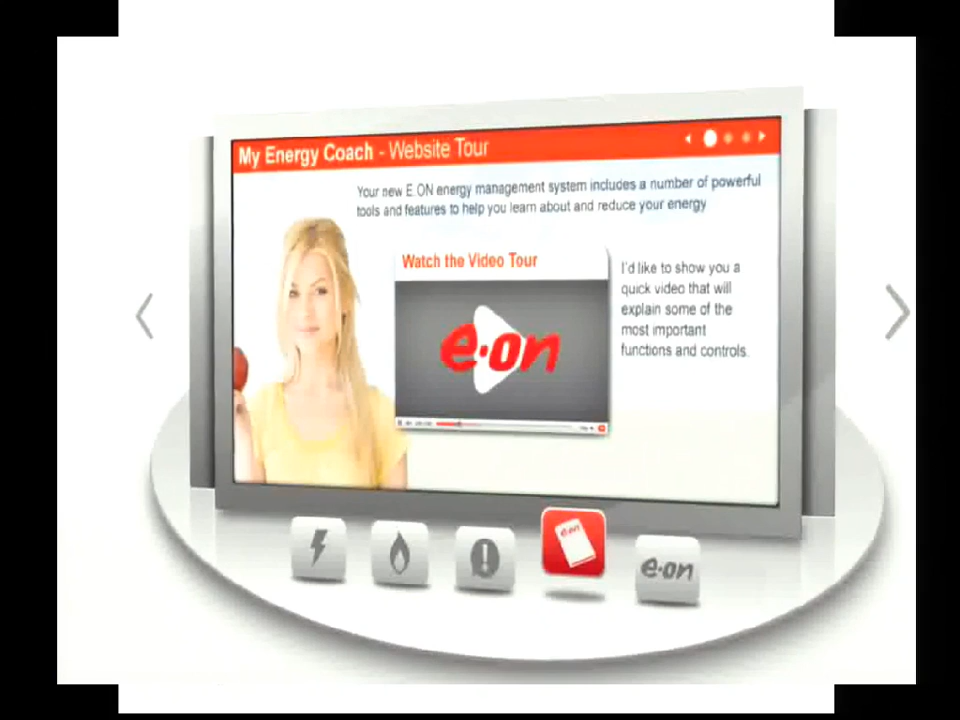 My Energy Coach - Website Tour
Your new E.ON energy management system includes a number of powerful
tools and features to help you learn about and reduce your energy
Watch the Video Tour
e·on
I'd like to show you a
quick video that will
explain some of the
most important
functions and controls.
e·on
e·on